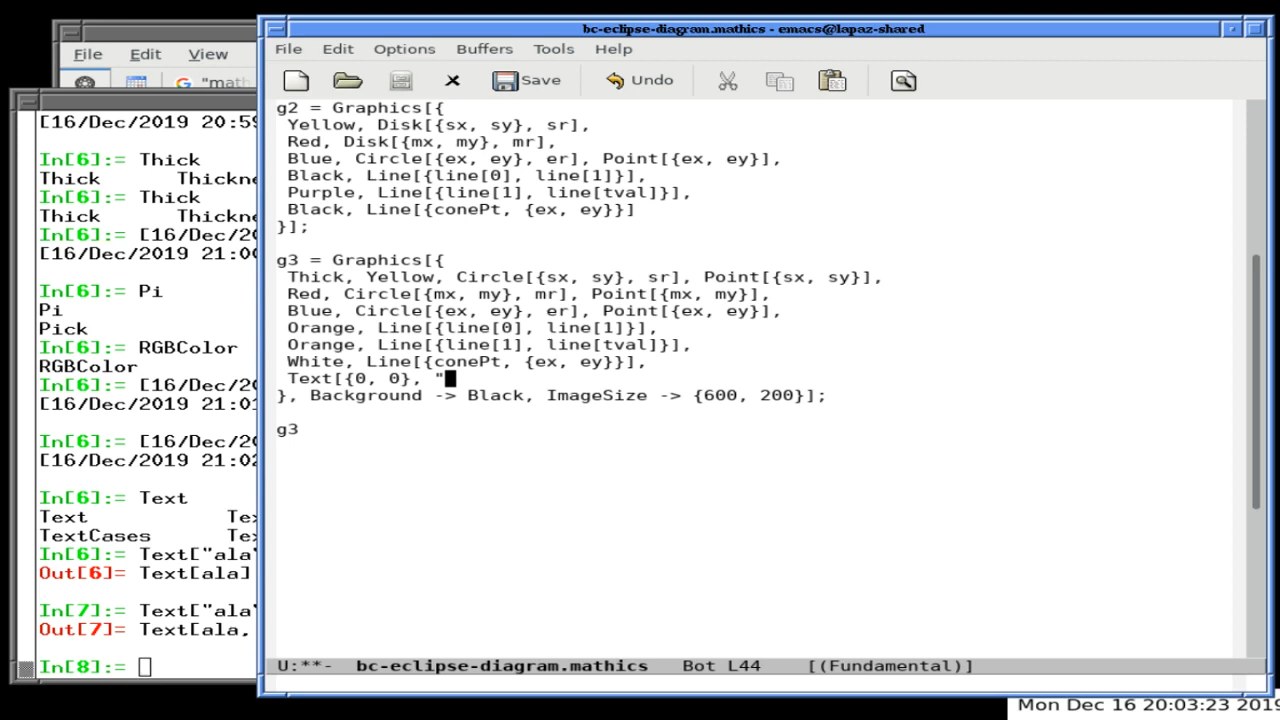 bc-eclipse-diagram.mathics - emacs@lapaz-shared
File Edit View
"math
File Edit Options Buffers Tools Help
Save Undo
[16/Dec/2019 20:59
In[6]:= Thick
Thick Thickne
In[6]:= Thick
Thick Thickne
In[6]:= [16/Dec/20
[16/Dec/2019 21:00
In[6]:= Pi
Pi
Pick
In[6]:= RGBColor
RGBColor
In[6]:= [16/Dec/20
[16/Dec/2019 21:01
In[6]:= [16/Dec/20
[16/Dec/2019 21:02
In[6]:= Text
Text Tex
TextCases Tex
In[6]:= Text["ala"
Out[6]= Text[ala]
In[7]:= Text["ala"
Out[7]= Text[ala,
In[8]:=
g2 = Graphics[{
Yellow, Disk[{sx, sy}, sr],
Red, Disk[{mx, my}, mr],
Blue, Circle[{ex, ey}, er], Point[{ex, ey}],
Black, Line[{line[0], line[1]}],
Purple, Line[{line[1], line[tval]}],
Black, Line[{conePt, {ex, ey}}]
}];
g3 = Graphics[{
Thick, Yellow, Circle[{sx, sy}, sr], Point[{sx, sy}],
Red, Circle[{mx, my}, mr], Point[{mx, my}],
Blue, Circle[{ex, ey}, er], Point[{ex, ey}],
Orange, Line[{line[0], line[1]}],
Orange, Line[{line[1], line[tval]}],
White, Line[{conePt, {ex, ey}}],
Text[{0, 0}, "
}, Background -> Black, ImageSize -> {600, 200}];
g3
U:**- bc-eclipse-diagram.mathics Bot L44 [(Fundamental)]
Mon Dec 16 20:03:23 2019